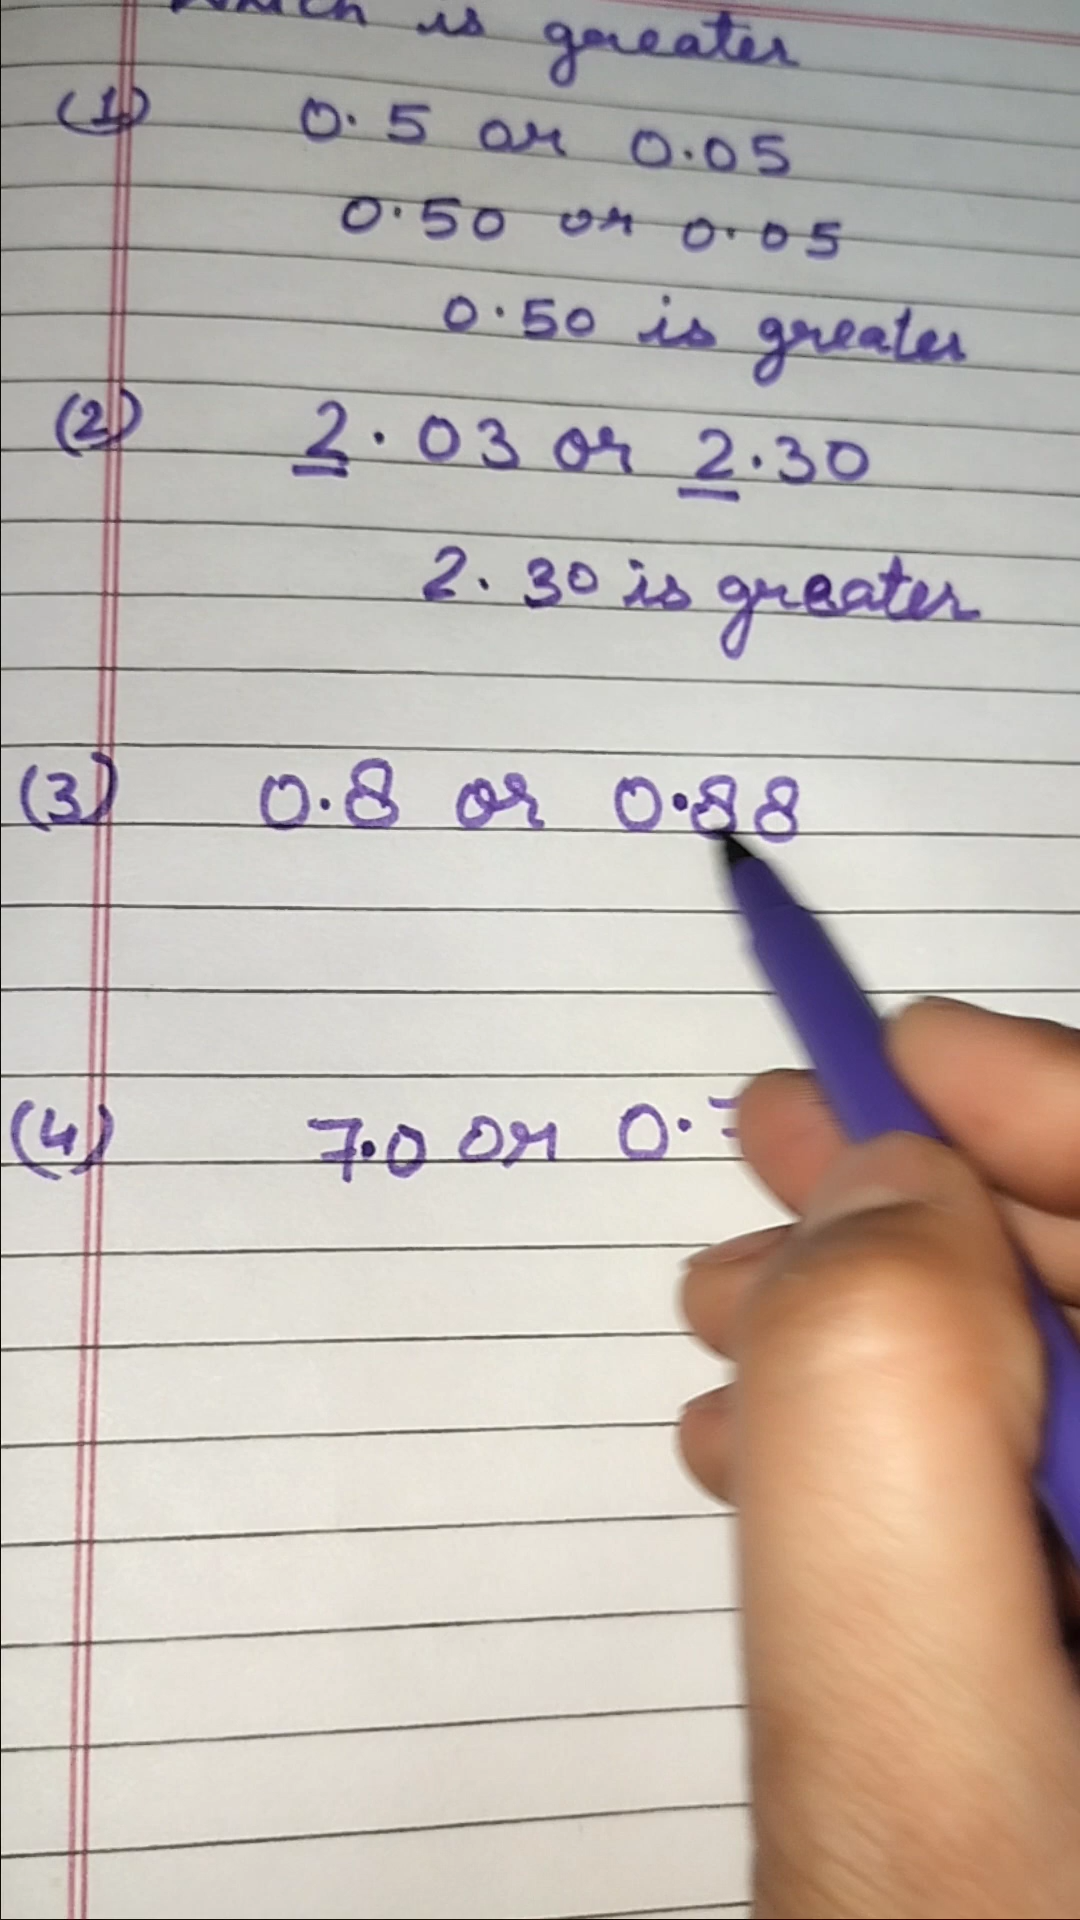 Which is greater
(1) 0.5 or 0.05
0.50 or 0.05
0.50 is greater
(2) 2.03 or 2.30
2.30 is greater
(3) 0.8 or 0.88
(4) 7.0 or 0.7